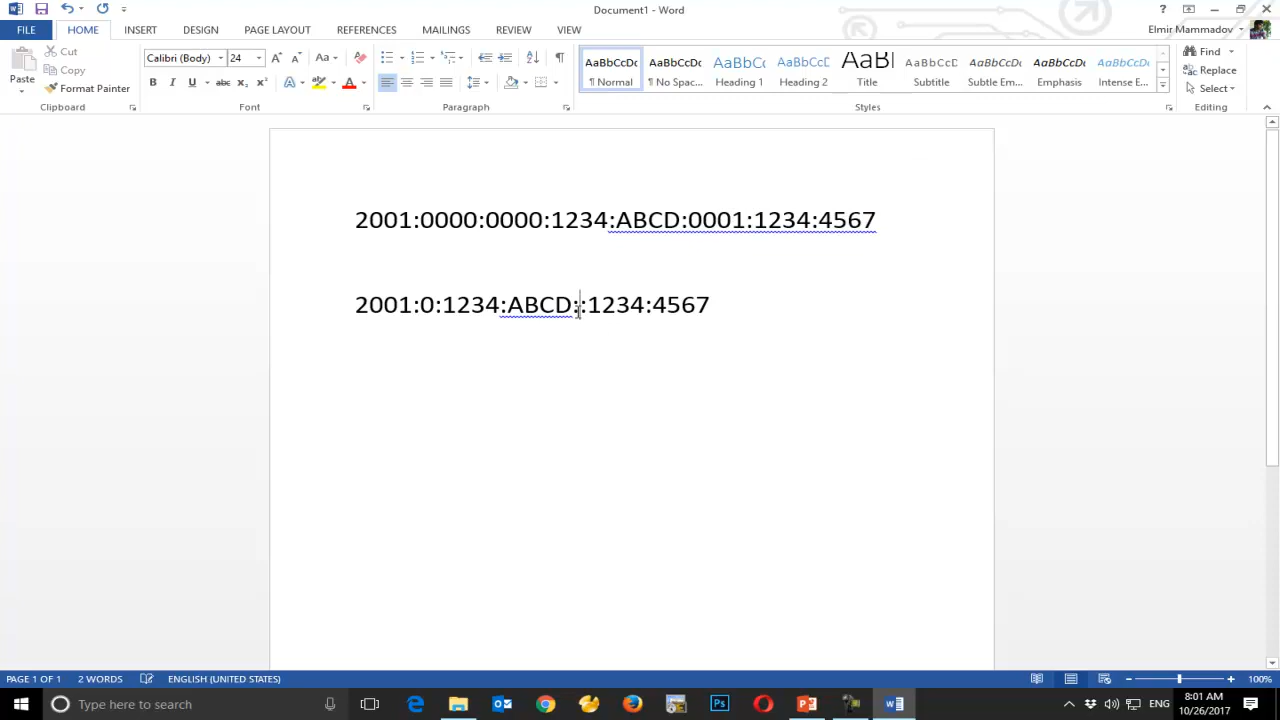 Document1 - Word
FILE HOME INSERT DESIGN PAGE LAYOUT REFERENCES MAILINGS REVIEW VIEW Elmir Mammadov
Paste
Cut
Copy
Format Painter
Clipboard
Calibri (Body) 24
Font
Paragraph
AaBbCcDc AaBbCcDc AaBbCc AaBbCcD AaB AaBbCcD AaBbCcDc AaBbCcDc AaBbCcDc
¶ Normal ¶ No Spac... Heading 1 Heading 2 Title Subtitle Subtle Em... Emphasis Intense E...
Styles
Find
Replace
Select
Editing
2001:0000:0000:1234:ABCD:0001:1234:4567
2001:0:1234:ABCD::1234:4567
PAGE 1 OF 1 2 WORDS ENGLISH (UNITED STATES) 100%
Type here to search
ENG
8:01 AM
10/26/2017